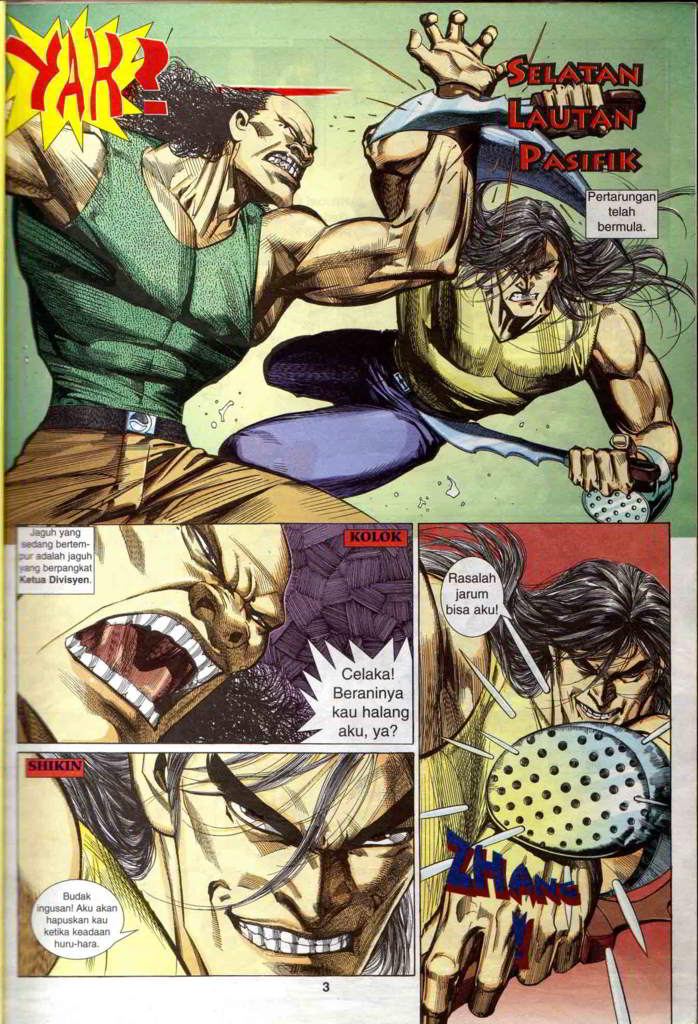 YAK?
SELATAN
LAUTAN
PASIFIK
Pertarungan
telah
bermula.
Jaguh yang
sedang bertem-
pur adalah jaguh
yang berpangkat
Ketua Divisyen.
KOLOK
Celaka!
Beraninya
kau halang
aku, ya?
Rasalah
jarum
bisa aku!
SHIKIN
Budak
ingusan! Aku akan
hapuskan kau
ketika keadaan
huru-hara.
ZHANG
!
3